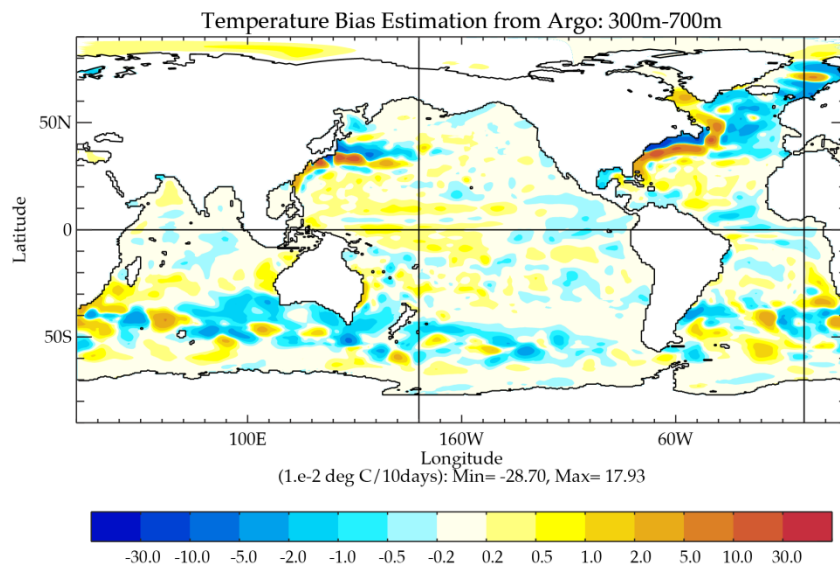 Temperature Bias Estimation from Argo: 300m-700m
50N
0
50S
Latitude
100E 160W 60W
Longitude
(1.e-2 deg C/10days): Min= -28.70, Max= 17.93
-30.0 -10.0 -5.0 -2.0 -1.0 -0.5 -0.2 0.2 0.5 1.0 2.0 5.0 10.0 30.0